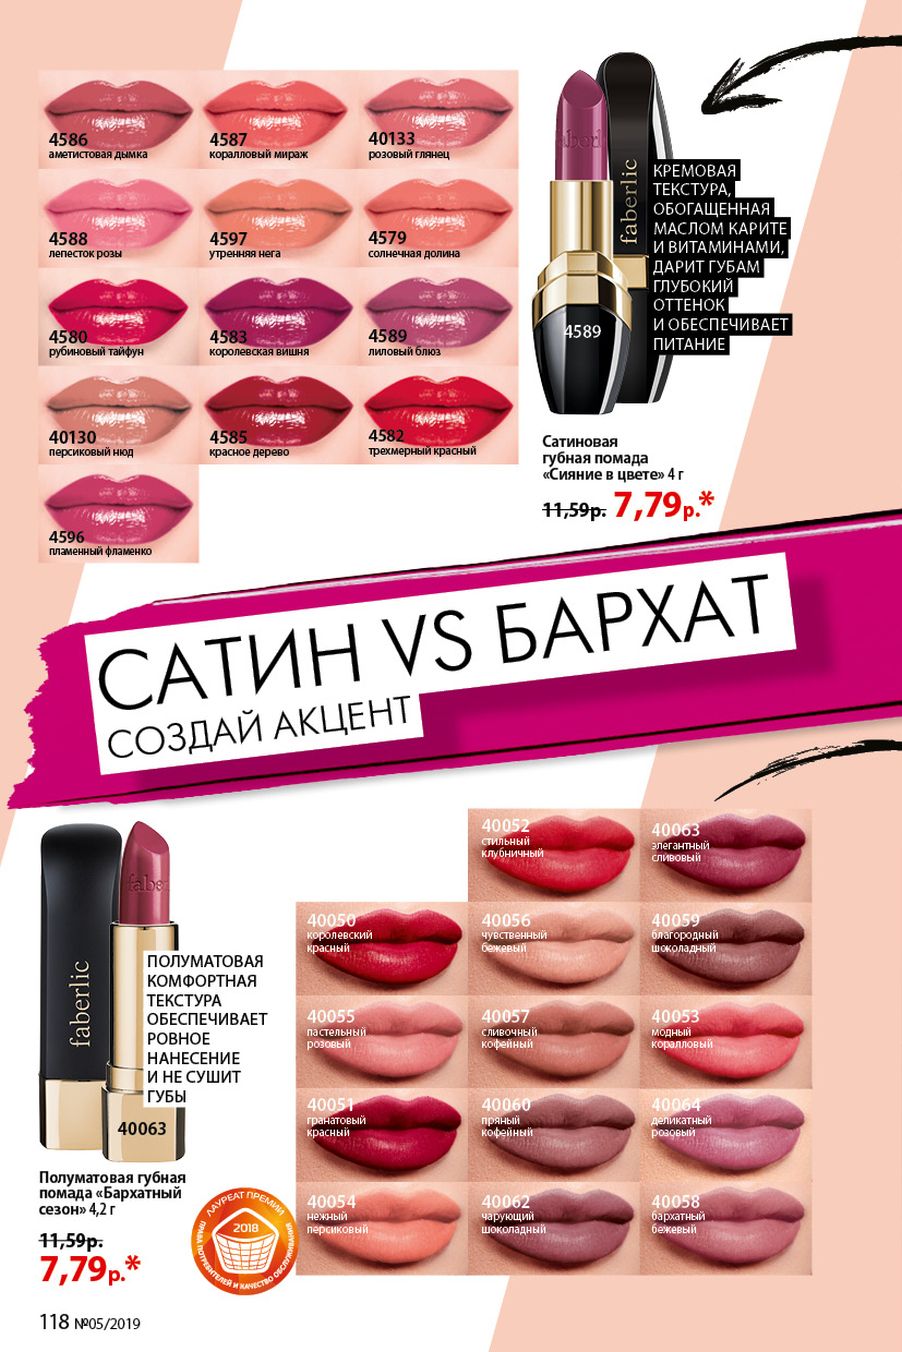 4586
аметистовая дымка
4587
коралловый мираж
40133
розовый глянец
4588
лепесток розы
4597
утренняя нега
4579
солнечная долина
4580
рубиновый тайфун
4583
королевская вишня
4589
лиловый блюз
40130
персиковый нюд
4585
красное дерево
4582
трехмерный красный
4596
пламенный фламенко
faberlic
faberlic
4589
КРЕМОВАЯ
ТЕКСТУРА,
ОБОГАЩЕННАЯ
МАСЛОМ КАРИТЕ
И ВИТАМИНАМИ,
ДАРИТ ГУБАМ
ГЛУБОКИЙ
ОТТЕНОК
И ОБЕСПЕЧИВАЕТ
ПИТАНИЕ
Сатиновая
губная помада
«Сияние в цвете» 4 г
11,59р. 7,79р.*
САТИН VS БАРХАТ
СОЗДАЙ АКЦЕНТ
faberlic
faberlic
40063
ПОЛУМАТОВАЯ
КОМФОРТНАЯ
ТЕКСТУРА
ОБЕСПЕЧИВАЕТ
РОВНОЕ
НАНЕСЕНИЕ
И НЕ СУШИТ
ГУБЫ
Полуматовая губная
помада «Бархатный
сезон» 4,2 г
11,59р.
7,79р.*
ЛАУРЕАТ ПРЕМИИ
2018
ПРАВА ПОТРЕБИТЕЛЕЙ И КАЧЕСТВО ОБСЛУЖИВАНИЯ
40052
стильный
клубничный
40063
элегантный
сливовый
40050
королевский
красный
40056
чувственный
бежевый
40059
благородный
шоколадный
40055
пастельный
розовый
40057
сливочный
кофейный
40053
модный
коралловый
40051
гранатовый
красный
40060
пряный
кофейный
40064
деликатный
розовый
40054
нежный
персиковый
40062
чарующий
шоколадный
40058
бархатный
бежевый
118 №05/2019